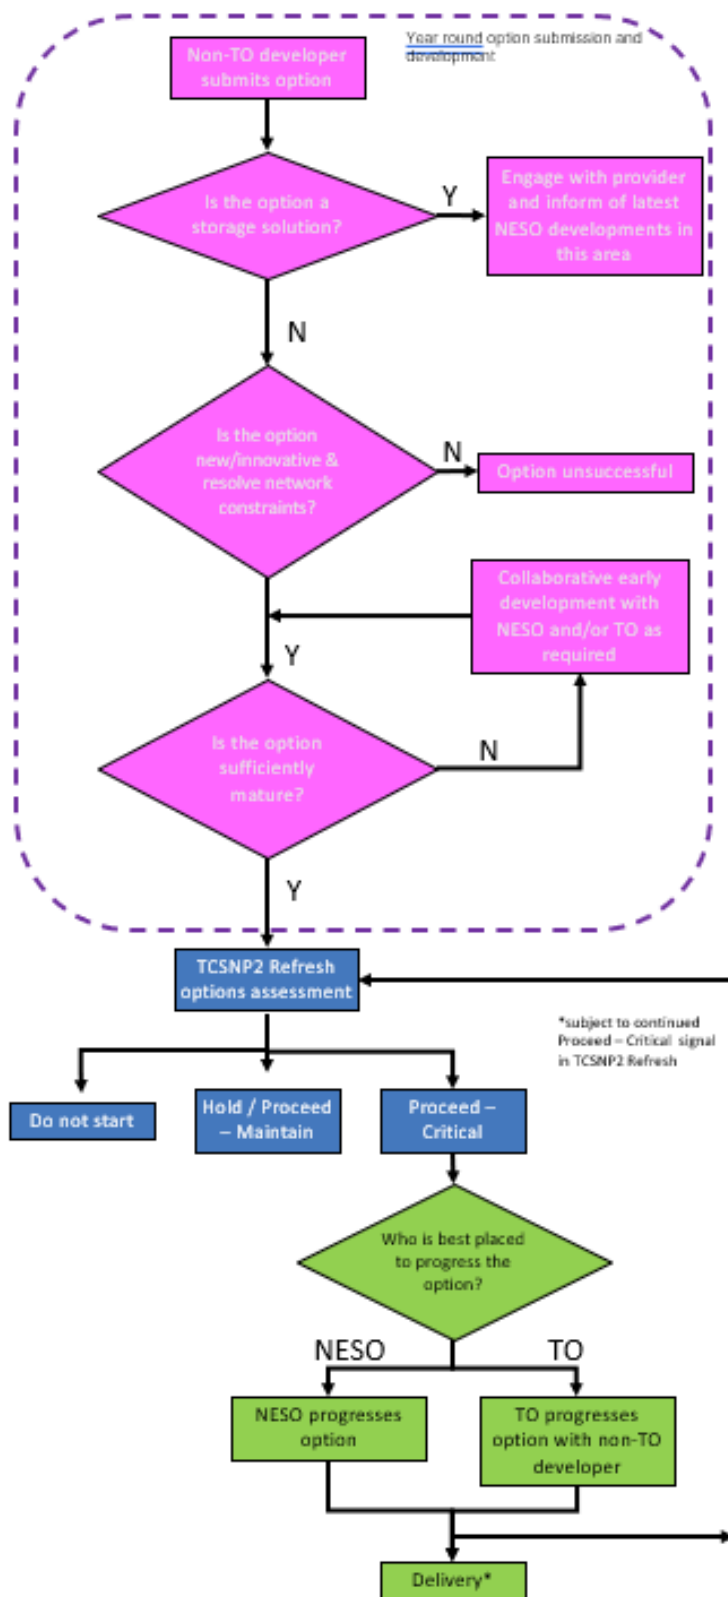 Year round option submission and
development
Non-TO developer
submits option
Is the option a
storage solution?
Y
Engage with provider
and inform of latest
NESO developments in
this area
N
Is the option
new/innovative &
resolve network
constraints?
N
Option unsuccessful
Collaborative early
development with
NESO and/or TO as
required
Y
Is the option
sufficiently
mature?
N
Y
TCSNP2 Refresh
options assessment
*subject to continued
Proceed – Critical signal
in TCSNP2 Refresh
Do not start
Hold / Proceed
– Maintain
Proceed –
Critical
Who is best placed
to progress the
option?
NESO
TO
NESO progresses
option
TO progresses
option with non-TO
developer
Delivery*